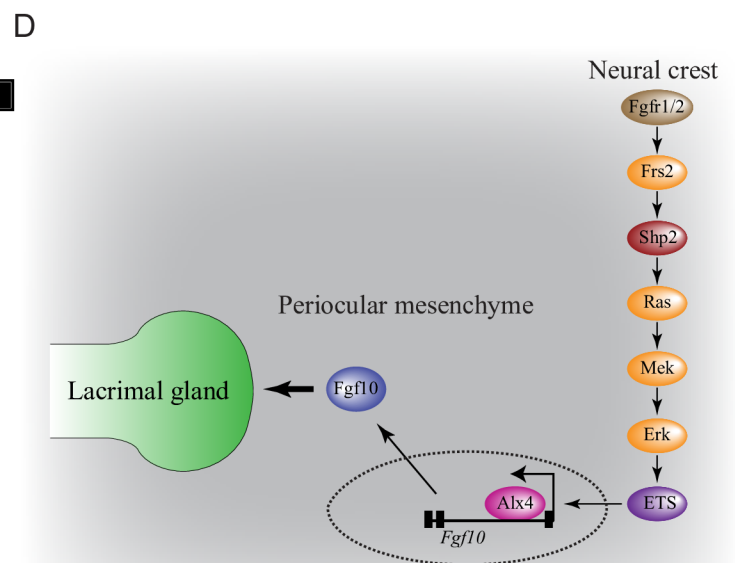 D
Neural crest
Fgfr1/2
Frs2
Shp2
Ras
Periocular mesenchyme
Mek
Lacrimal gland
Fgf10
Erk
Alx4
ETS
Fgf10